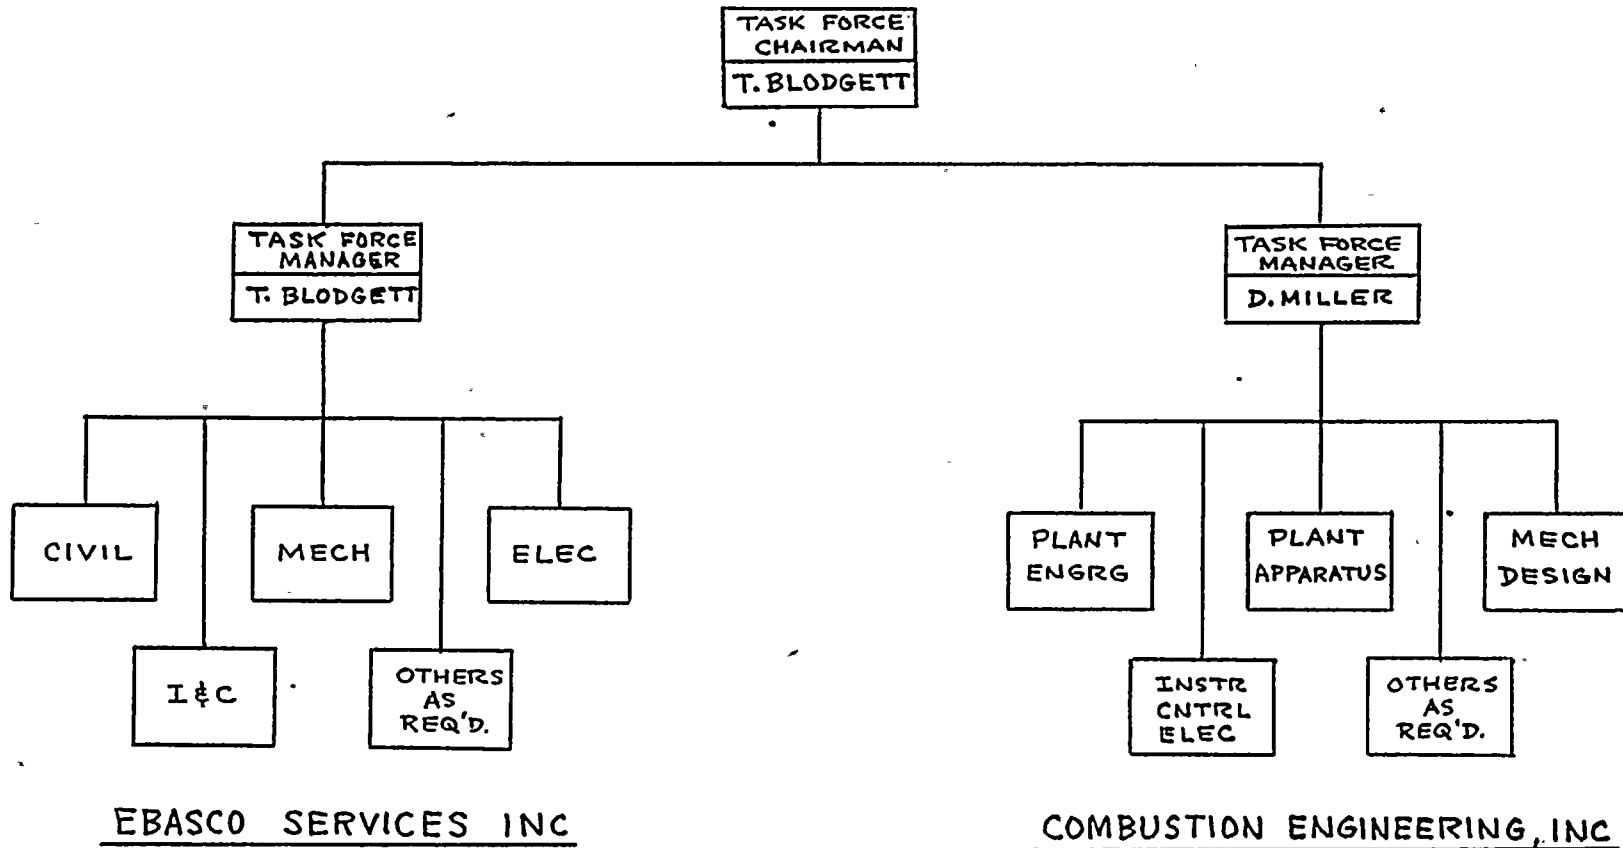 TASK FORCE
CHAIRMAN
T. BLODGETT
TASK FORCE
MANAGER
T. BLODGETT
TASK FORCE
MANAGER
D. MILLER
CIVIL
MECH
ELEC
I & C
OTHERS
AS
REQ'D.
PLANT
ENGRG
PLANT
APPARATUS
MECH
DESIGN
INSTR
CNTRL
ELEC
OTHERS
AS
REQ'D.
EBASCO SERVICES INC
COMBUSTION ENGINEERING, INC